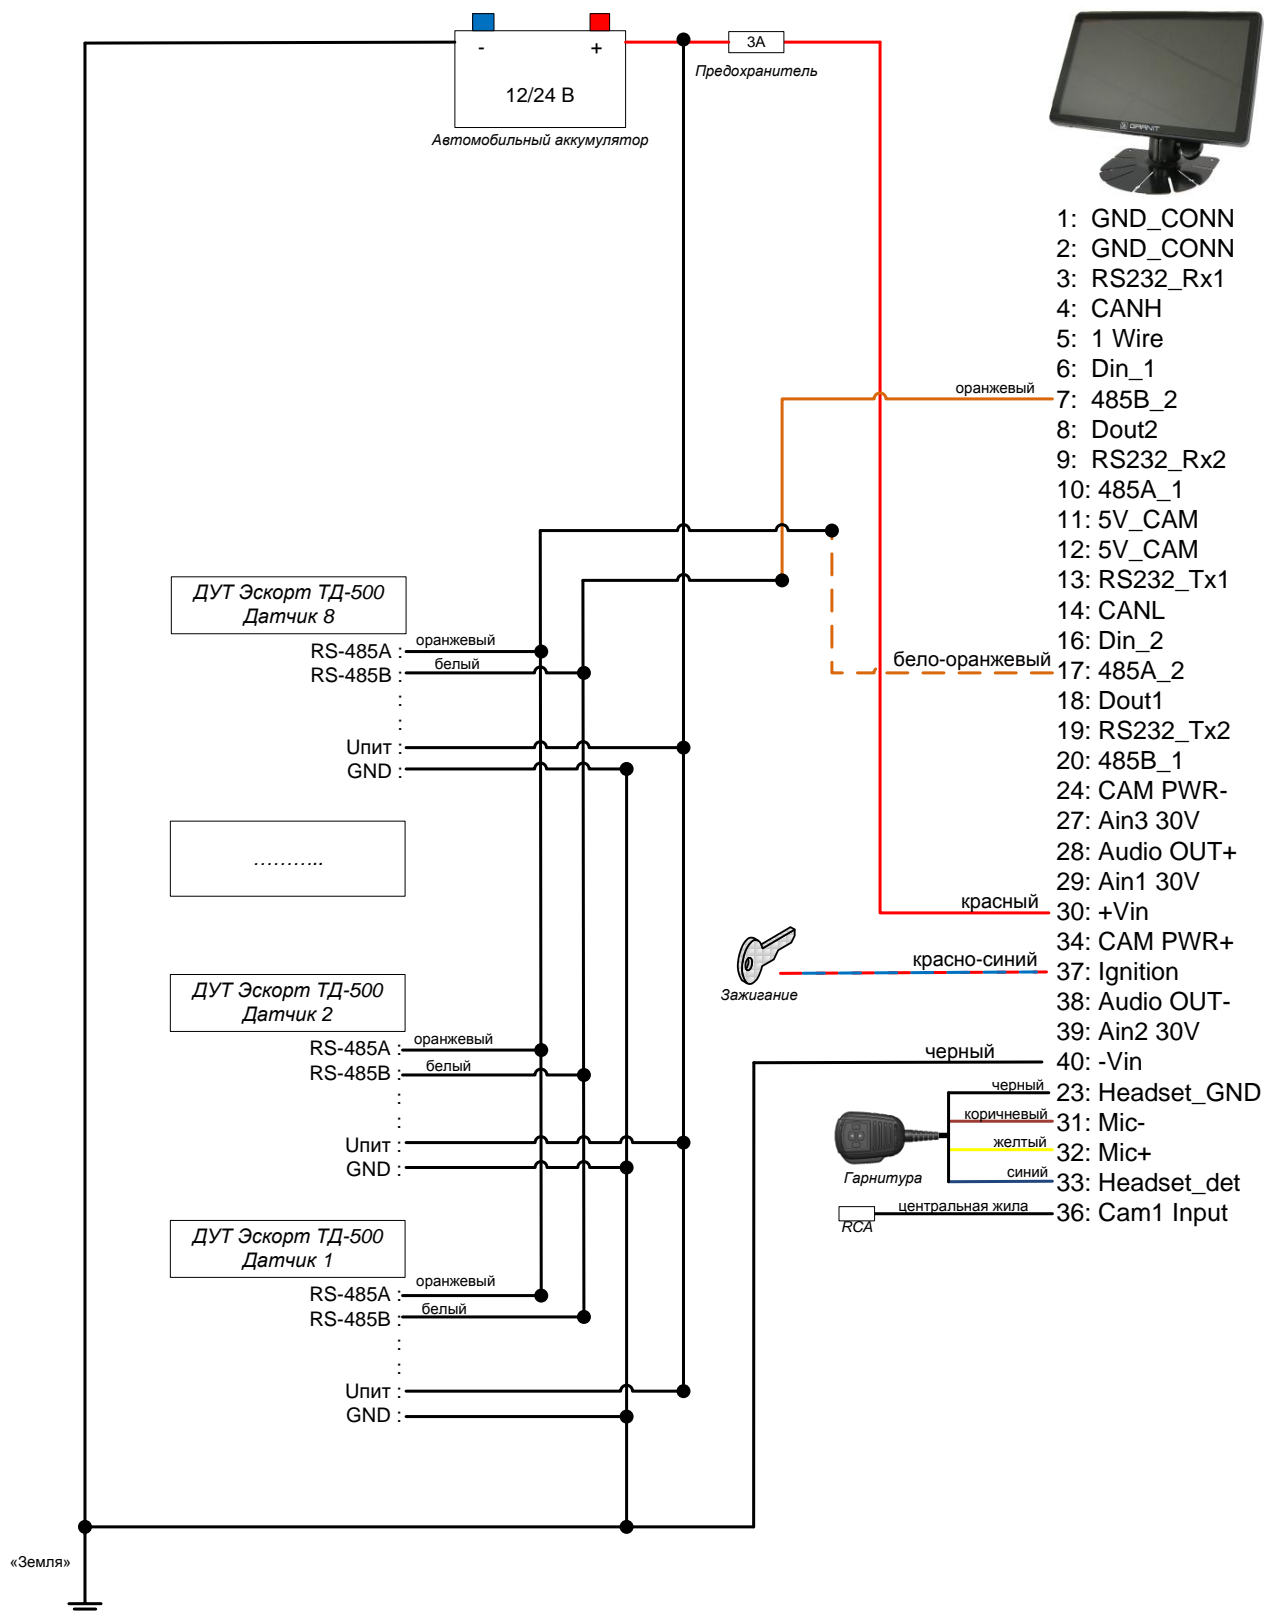 - +
12/24 В
Автомобильный аккумулятор
3А
Предохранитель
GRANIT
1: GND_CONN
2: GND_CONN
3: RS232_Rx1
4: CANH
5: 1 Wire
6: Din_1
оранжевый
7: 485B_2
8: Dout2
9: RS232_Rx2
10: 485A_1
11: 5V_CAM
12: 5V_CAM
13: RS232_Tx1
14: CANL
16: Din_2
бело-оранжевый
17: 485A_2
18: Dout1
19: RS232_Tx2
20: 485B_1
24: CAM PWR-
27: Ain3 30V
28: Audio OUT+
29: Ain1 30V
красный
30: +Vin
34: CAM PWR+
красно-синий
37: Ignition
Зажигание
38: Audio OUT-
39: Ain2 30V
черный
40: -Vin
черный
23: Headset_GND
коричневый
31: Mic-
желтый
32: Mic+
синий
33: Headset_det
Гарнитура
центральная жила
36: Cam1 Input
RCA
ДУТ Эскорт ТД-500
Датчик 8
RS-485A :
оранжевый
RS-485B :
белый
:
:
Uпит :
GND :
………..
ДУТ Эскорт ТД-500
Датчик 2
RS-485A :
оранжевый
RS-485B :
белый
:
:
Uпит :
GND :
ДУТ Эскорт ТД-500
Датчик 1
RS-485A :
оранжевый
RS-485B :
белый
:
:
Uпит :
GND :
«Земля»